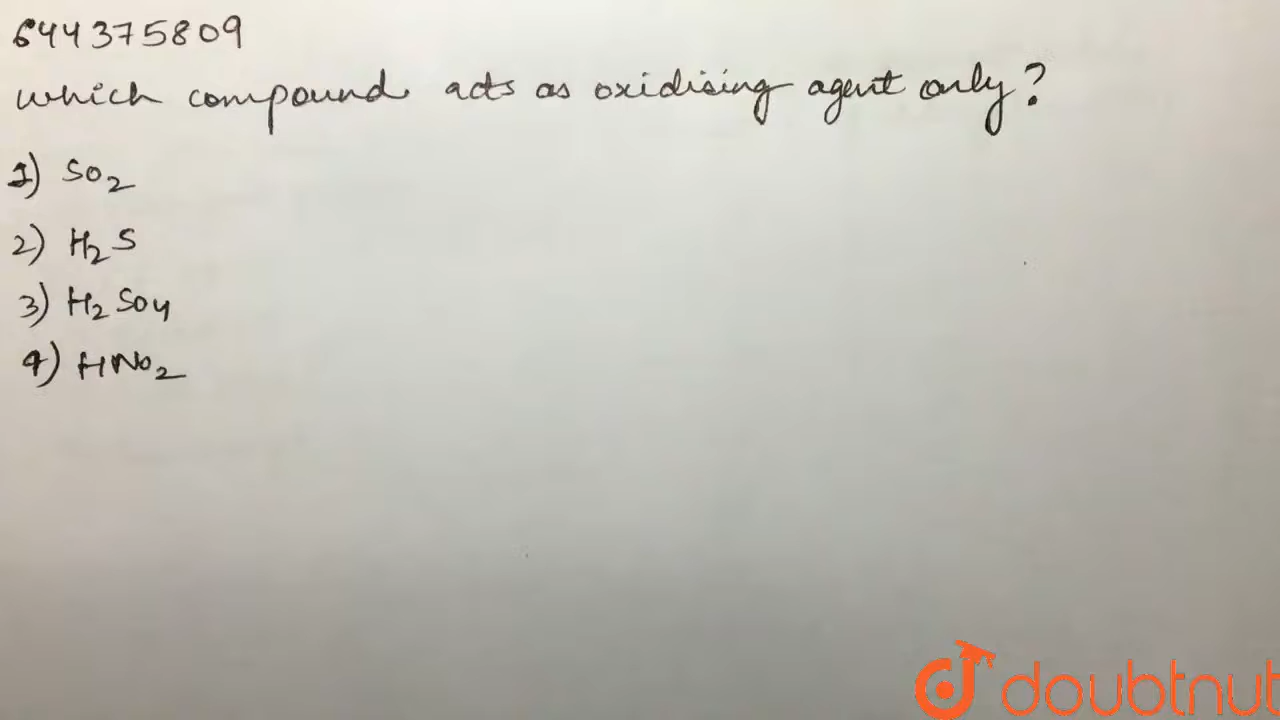 644375809
which compound acts as oxidising agent only?
1) SO2
2) H2S
3) H2SO4
4) HNO2
doubtnut